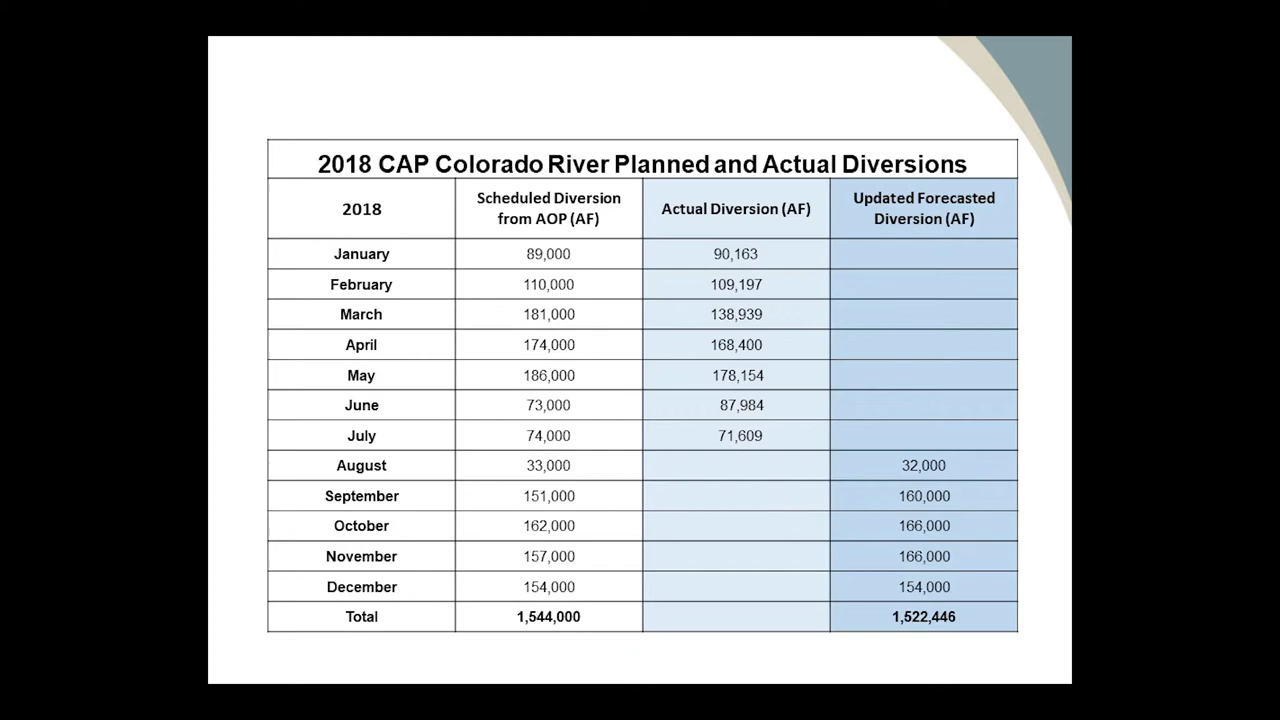 2018 CAP Colorado River Planned and Actual Diversions
2018 Scheduled Diversion from AOP (AF) Actual Diversion (AF) Updated Forecasted Diversion (AF)
January 89,000 90,163
February 110,000 109,197
March 181,000 138,939
April 174,000 168,400
May 186,000 178,154
June 73,000 87,984
July 74,000 71,609
August 33,000 32,000
September 151,000 160,000
October 162,000 166,000
November 157,000 166,000
December 154,000 154,000
Total 1,544,000 1,522,446